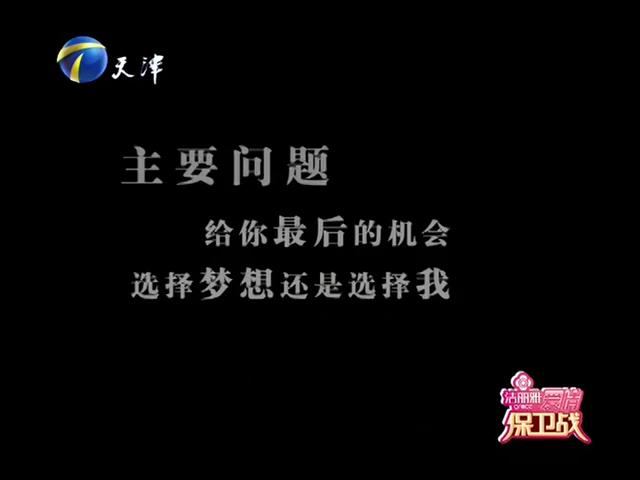 天津
主要问题
给你最后的机会
选择梦想还是选择我
洁丽雅爱情
grace
保卫战